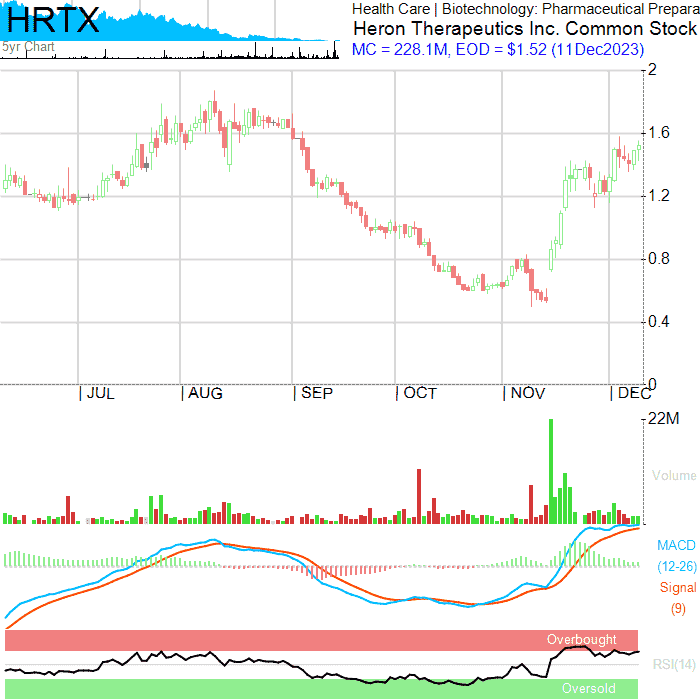 HRTX
5yr Chart
Health Care | Biotechnology: Pharmaceutical Prepara
Heron Therapeutics Inc. Common Stock
MC = 228.1M, EOD = $1.52 (11Dec2023)
2
1.6
1.2
0.8
0.4
0
JUL
AUG
SEP
OCT
NOV
DEC
22M
Volume
MACD
(12-26)
Signal
(9)
Overbought
RSI(14)
Oversold